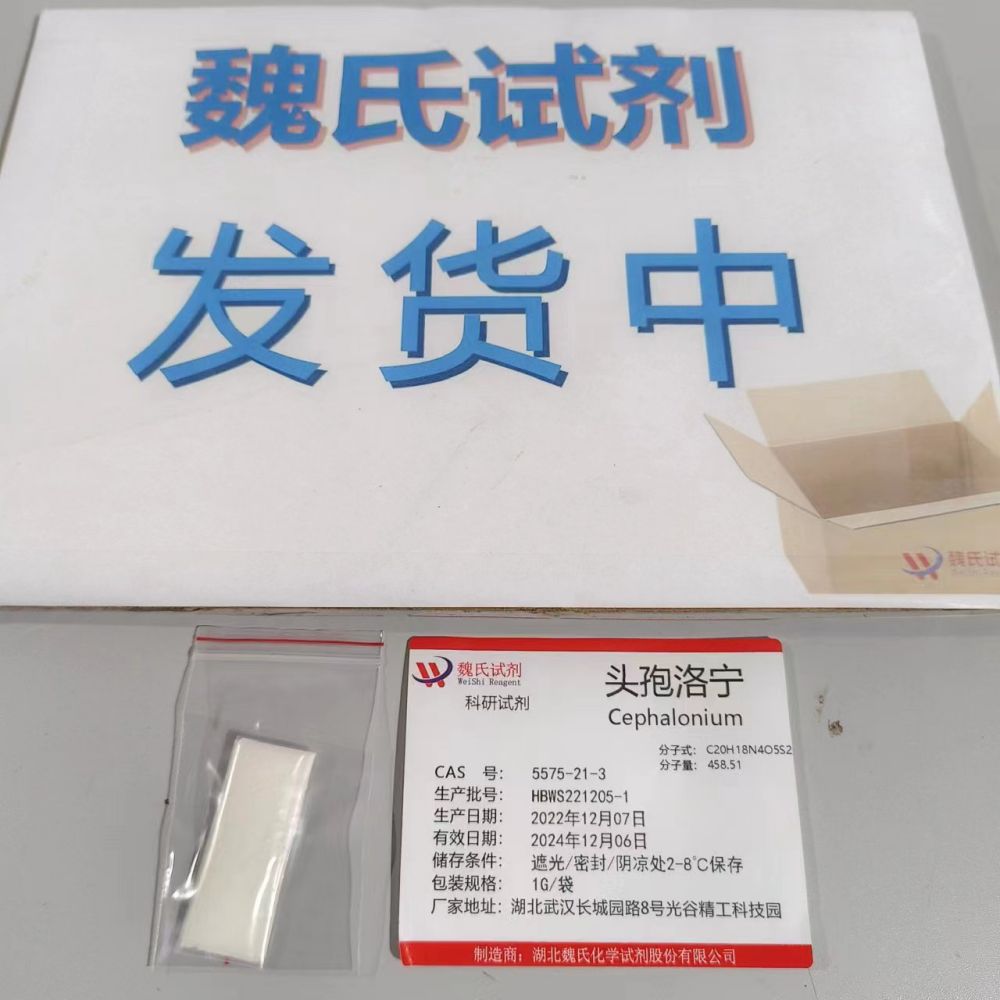 魏氏试剂
发货中
魏氏试
魏氏试剂
WeiShi Reagent
科研试剂
头孢洛宁
Cephalonium
分子式： C20H18N4O5S2
分子量： 458.51
CAS 号： 5575-21-3
生产批号： HBWS221205-1
生产日期： 2022年12月07日
有效日期： 2024年12月06日
储存条件： 遮光/密封/阴凉处2-8℃保存
包装规格： 1G/袋
厂家地址： 湖北武汉长城园路8号光谷精工科技园
制造商：湖北魏氏化学试剂股份有限公司